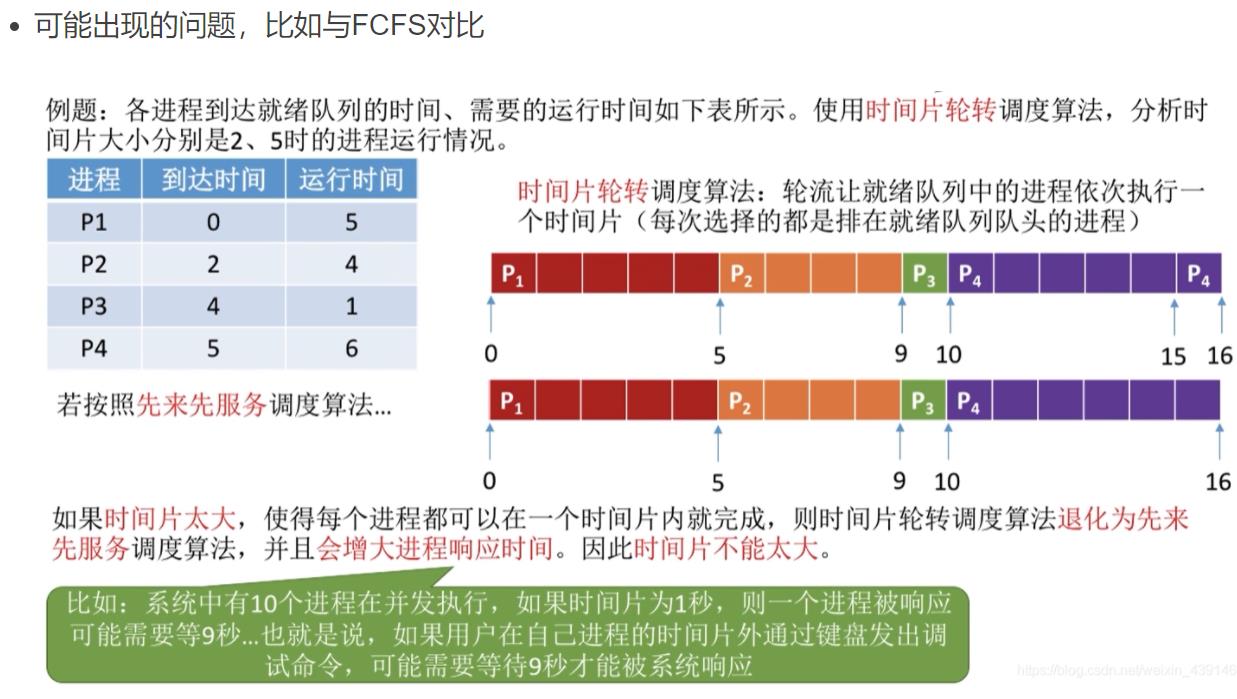 • 可能出现的问题，比如与FCFS对比
例题：各进程到达就绪队列的时间、需要的运行时间如下表所示。使用时间片轮转调度算法，分析时
间片大小分别是2、5时的进程运行情况。
进程 到达时间 运行时间
P1 0 5
P2 2 4
P3 4 1
P4 5 6
若按照先来先服务调度算法...
时间片轮转调度算法：轮流让就绪队列中的进程依次执行一
个时间片（每次选择的都是排在就绪队列队头的进程）
P1 P2 P3 P4 P4
0 5 9 10 15 16
P1 P2 P3 P4
0 5 9 10 16
如果时间片太大，使得每个进程都可以在一个时间片内就完成，则时间片轮转调度算法退化为先来
先服务调度算法，并且会增大进程响应时间。因此时间片不能太大。
比如：系统中有10个进程在并发执行，如果时间片为1秒，则一个进程被响应
可能需要等9秒...也就是说，如果用户在自己进程的时间片外通过键盘发出调
试命令，可能需要等待9秒才能被系统响应
https://blog.csdn.net/weixin_439146